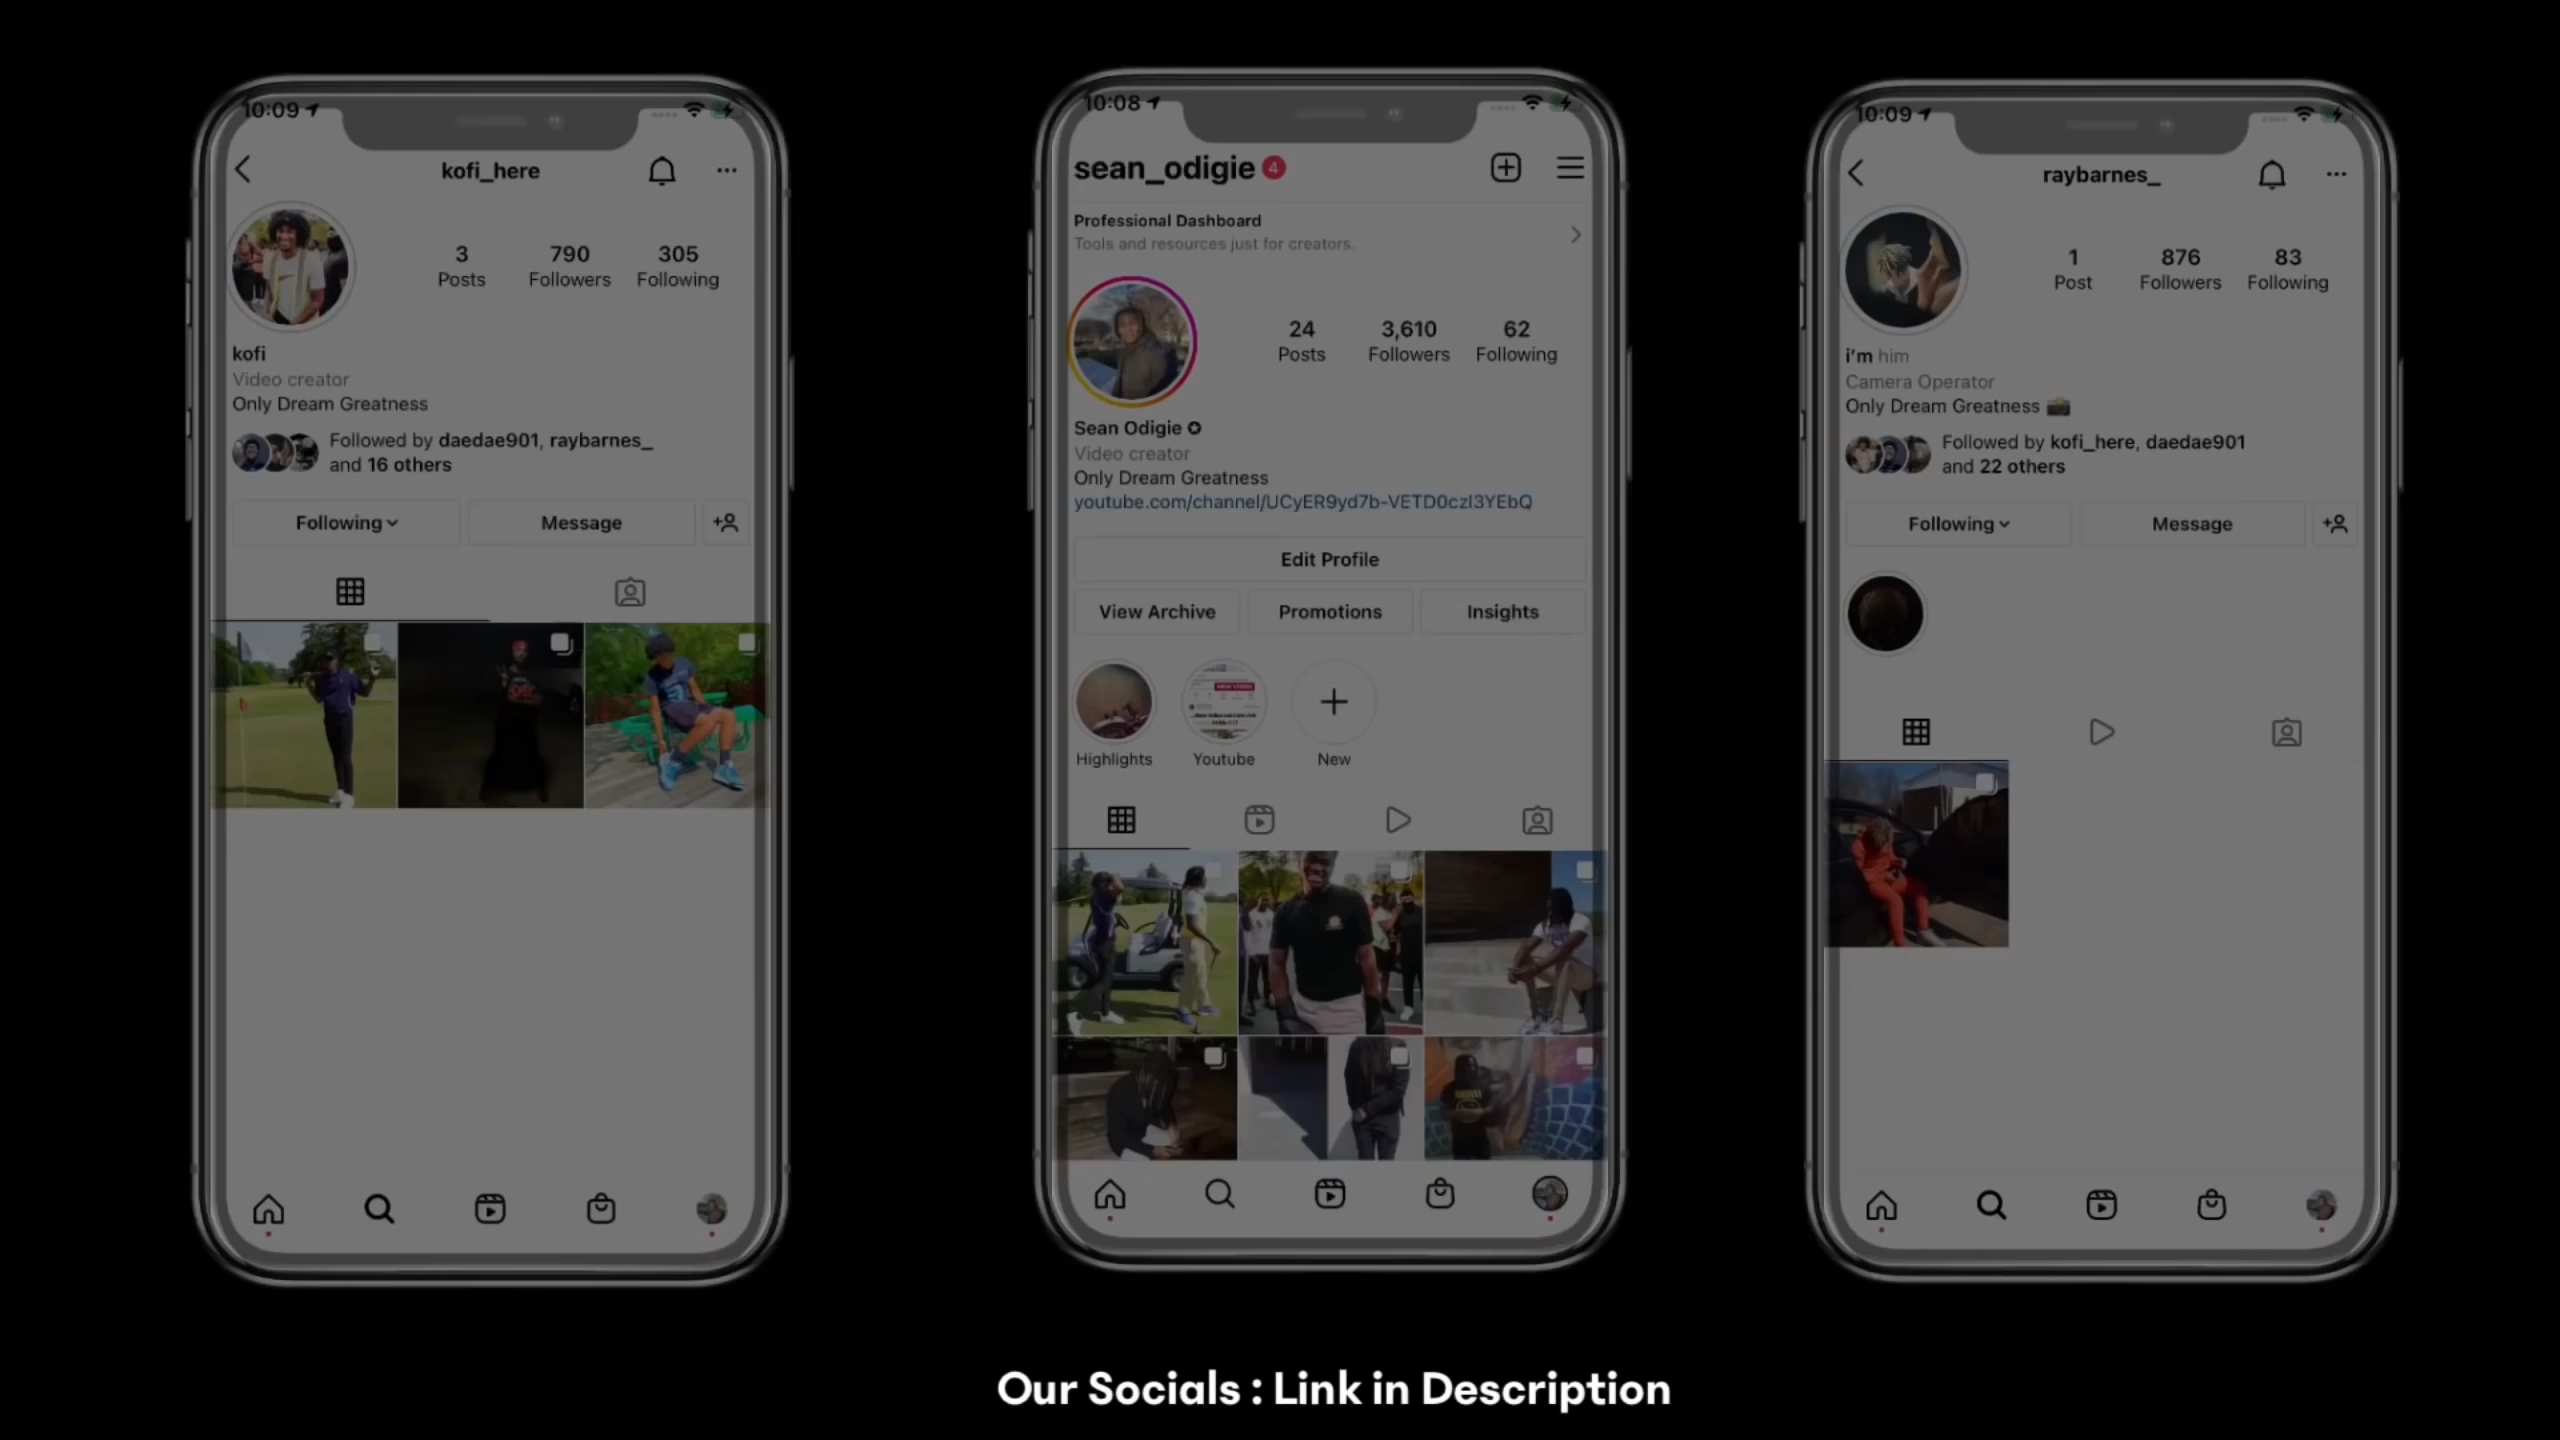 10:09
kofi_here
3
790
305
Posts
Followers
Following
kofi
Video creator
Only Dream Greatness
Followed by daedae901, raybarnes_
and 16 others
Following
Message
10:08
sean_odigie 4
Professional Dashboard
Tools and resources just for creators.
24
3,610
62
Posts
Followers
Following
Sean Odigie
Video creator
Only Dream Greatness
youtube.com/channel/UCyER9yd7b-VETD0czI3YEbQ
Edit Profile
View Archive
Promotions
Insights
Highlights
Youtube
New
10:09
raybarnes_
1
876
83
Post
Followers
Following
i'm him
Camera Operator
Only Dream Greatness 📸
Followed by kofi_here, daedae901
and 22 others
Following
Message
Our Socials : Link in Description